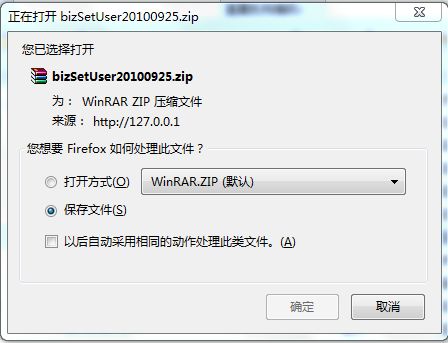 正在打开 bizSetUser20100925.zip
您已选择打开
bizSetUser20100925.zip
为： WinRAR ZIP 压缩文件
来源： http://127.0.0.1
您想要 Firefox 如何处理此文件？
打开方式(O) WinRAR.ZIP (默认)
保存文件(S)
以后自动采用相同的动作处理此类文件。(A)
确定 取消